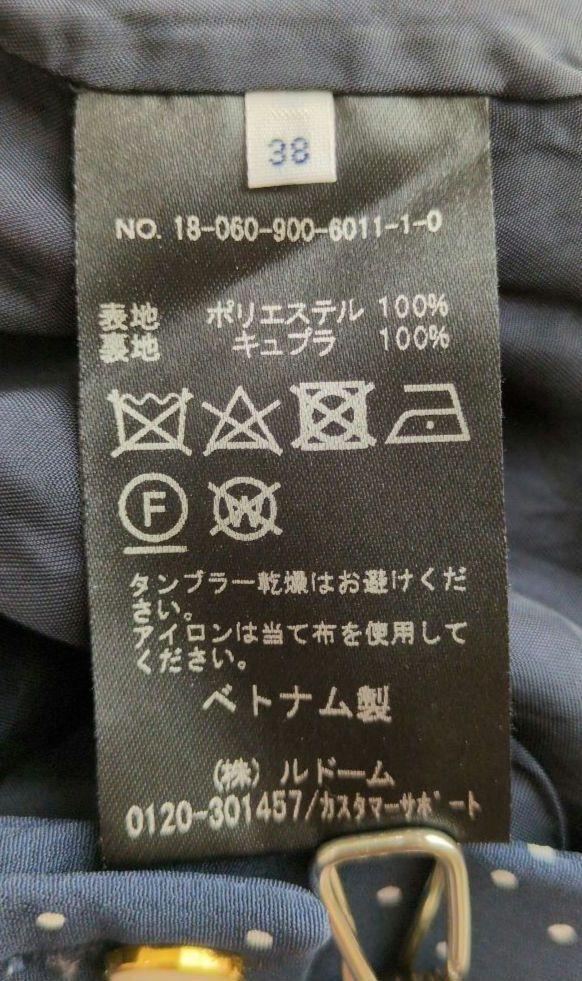 38
NO. 18-060-900-6011-1-0
表地 ポリエステル 100%
裏地 キュプラ 100%
F W
タンブラー乾燥はお避けくだ
さい。
アイロンは当て布を使用して
ください。
ベトナム製
(株) ルドーム
0120-301457/カスタマーサポート